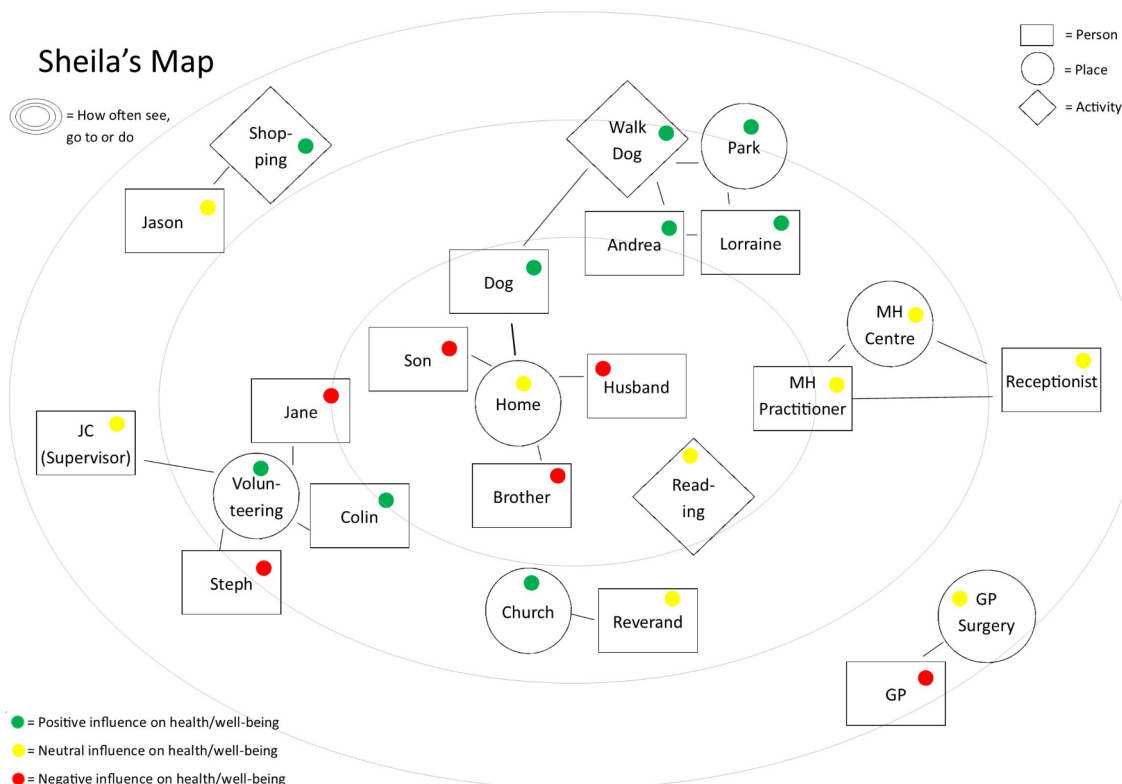 Sheila's Map
= How often see,
go to or do
= Person
= Place
= Activity
Shop-
ping
Jason
Walk
Dog
Park
Andrea
Lorraine
Dog
Son
Home
Husband
Brother
MH
Centre
MH
Practitioner
Receptionist
Jane
JC
(Supervisor)
Volun-
teering
Colin
Steph
Read-
ing
Church
Reverand
GP
Surgery
GP
= Positive influence on health/well-being
= Neutral influence on health/well-being
= Negative influence on health/well-being